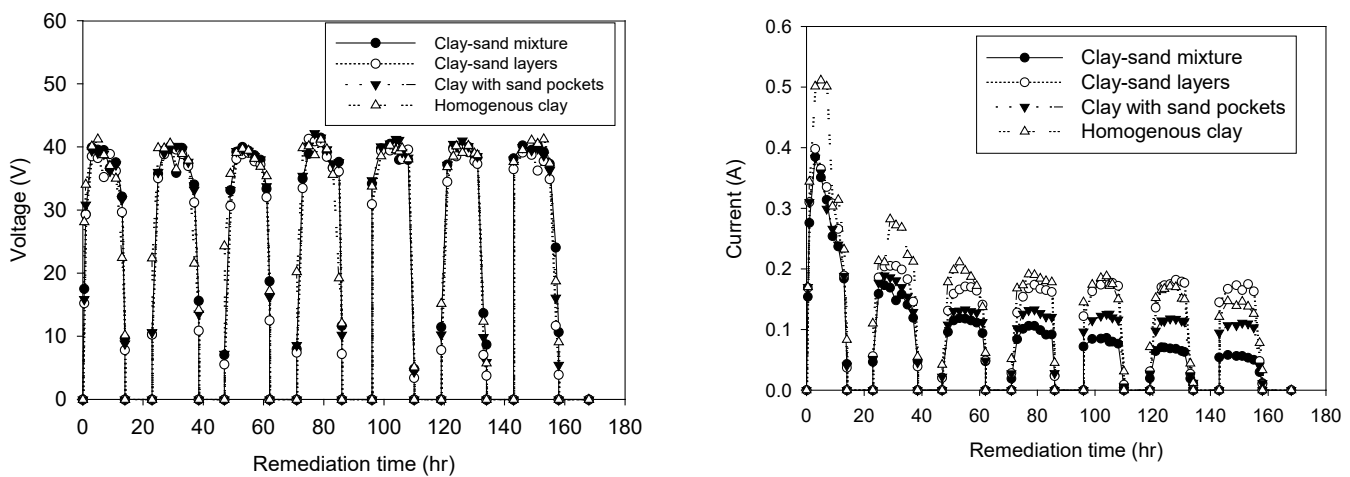 60
50
40
30
20
10
0
Voltage (V)
Clay-sand mixture
Clay-sand layers
Clay with sand pockets
Homogenous clay
0 20 40 60 80 100 120 140 160 180
Remediation time (hr)
0.6
0.5
0.4
0.3
0.2
0.1
0.0
Current (A)
Clay-sand mixture
Clay-sand layers
Clay with sand pockets
Homogenous clay
0 20 40 60 80 100 120 140 160 180
Remediation time (hr)